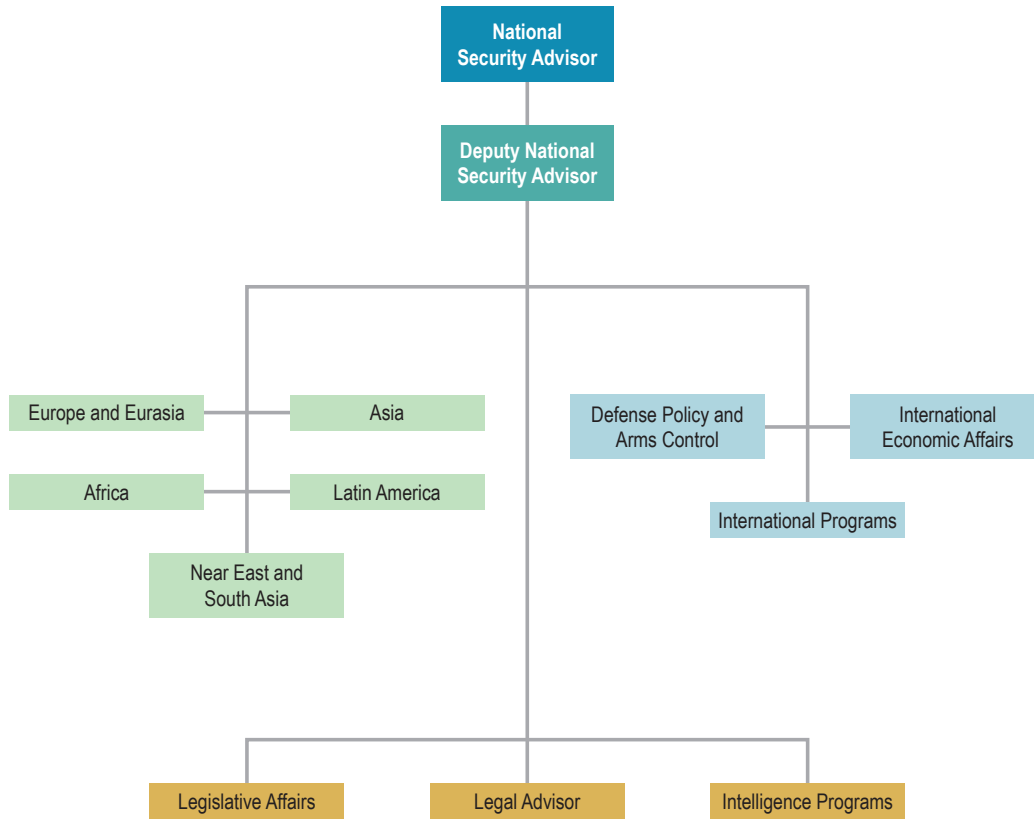 National
Security Advisor
Deputy National
Security Advisor
Europe and Eurasia
Asia
Africa
Latin America
Near East and
South Asia
Defense Policy and
Arms Control
International
Economic Affairs
International Programs
Legislative Affairs
Legal Advisor
Intelligence Programs